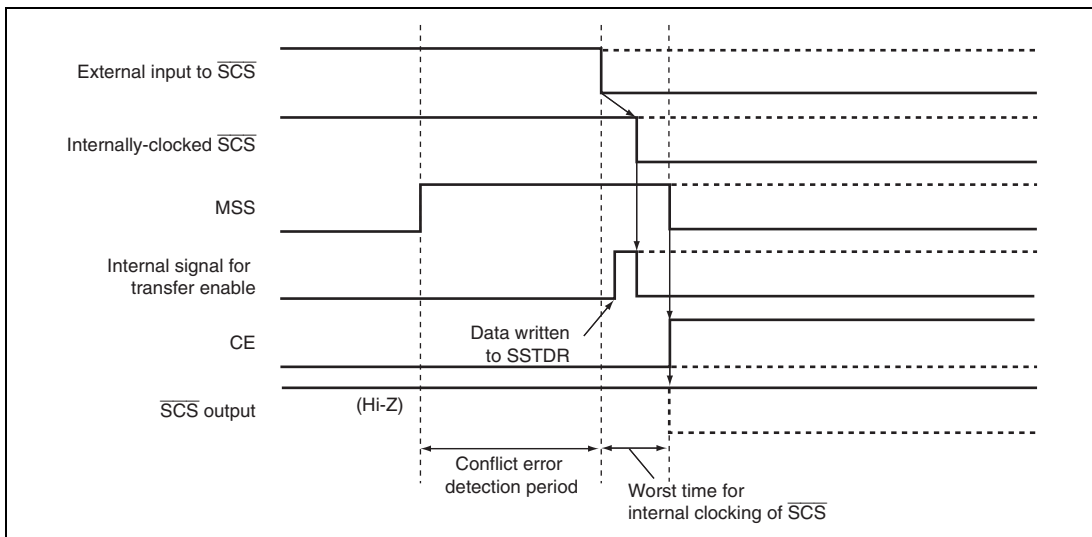 External input to SCS
Internally-clocked SCS
MSS
Internal signal for
transfer enable
Data written
to SSTDR
CE
SCS output
(Hi-Z)
Conflict error
detection period
Worst time for
internal clocking of SCS